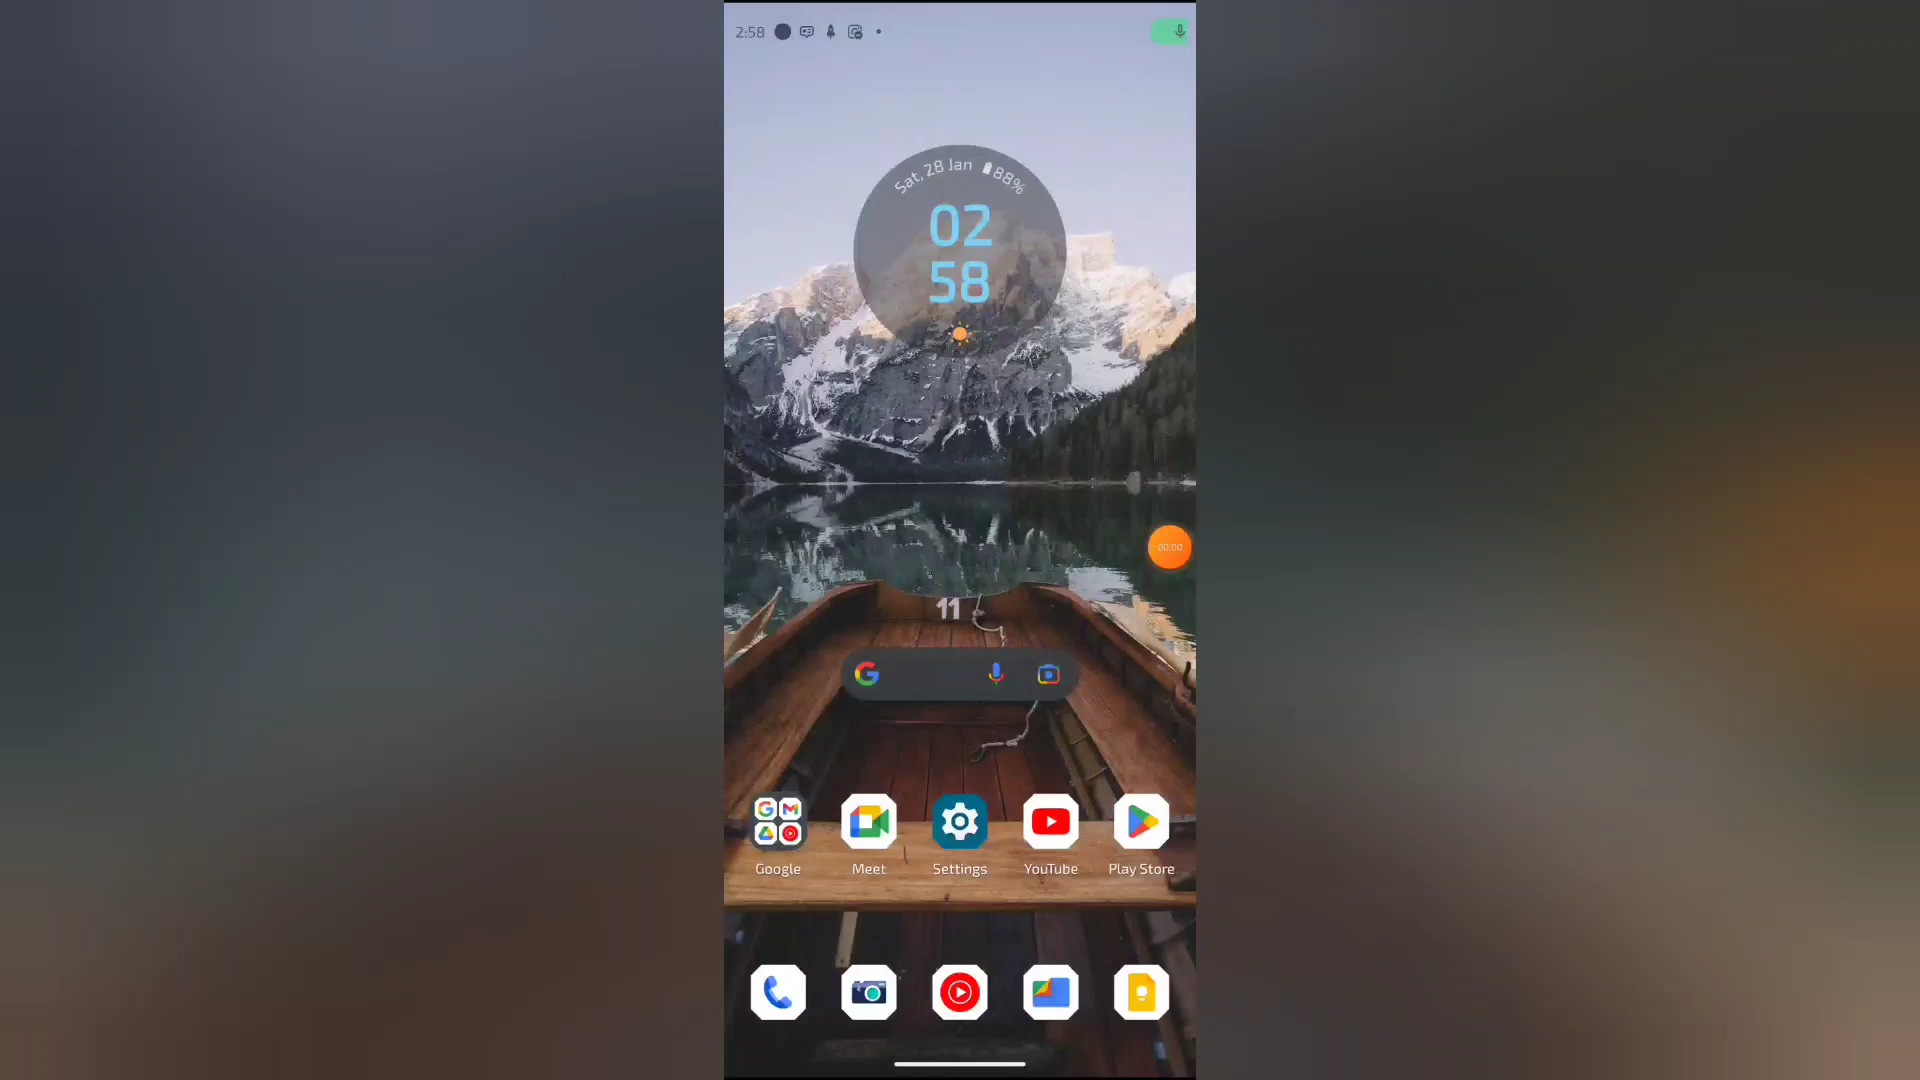 2:58
Sat, 28 Jan 88%
02
58
00:00
11
Google
Meet
Settings
YouTube
Play Store